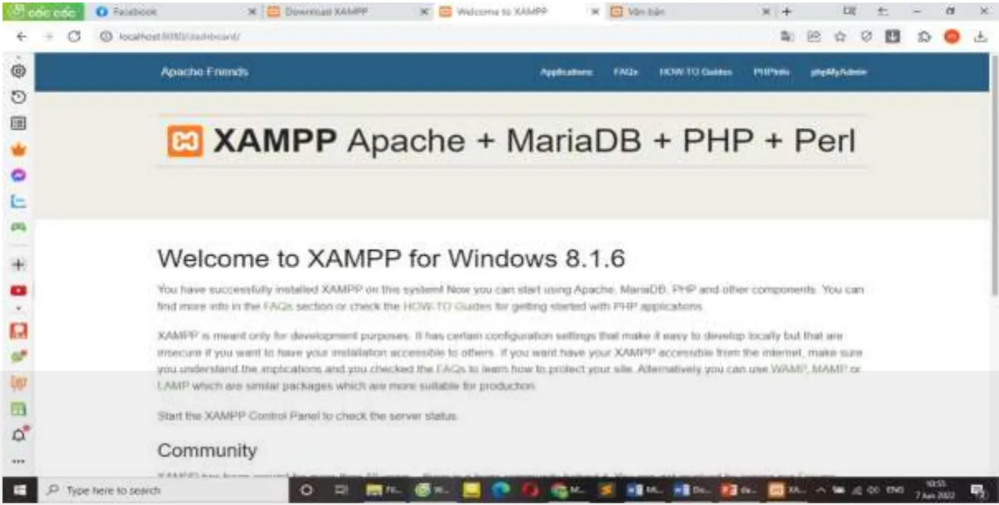 cốc cốc
Facebook
Download XAMPP
Welcome to XAMPP
Văn bản
localhost:8080/dashboard/
Apache Friends
Applications
FAQs
HOW-TO Guides
PHPInfo
phpMyAdmin
XAMPP Apache + MariaDB + PHP + Perl
Welcome to XAMPP for Windows 8.1.6
You have successfully installed XAMPP on this system! Now you can start using Apache, MariaDB, PHP and other components. You can
find more info in the FAQs section or check the HOW-TO Guides for getting started with PHP applications.
XAMPP is meant only for development purposes. It has certain configuration settings that make it easy to develop locally but that are
insecure if you want to have your installation accessible to others. If you want have your XAMPP accessible from the internet, make sure
you understand the implications and you checked the FAQs to learn how to protect your site. Alternatively you can use WAMP, MAMP or
LAMP which are similar packages which are more suitable for production.
Start the XAMPP Control Panel to check the server status.
Community
Type here to search
ENG
10:55
7 Jun 2022